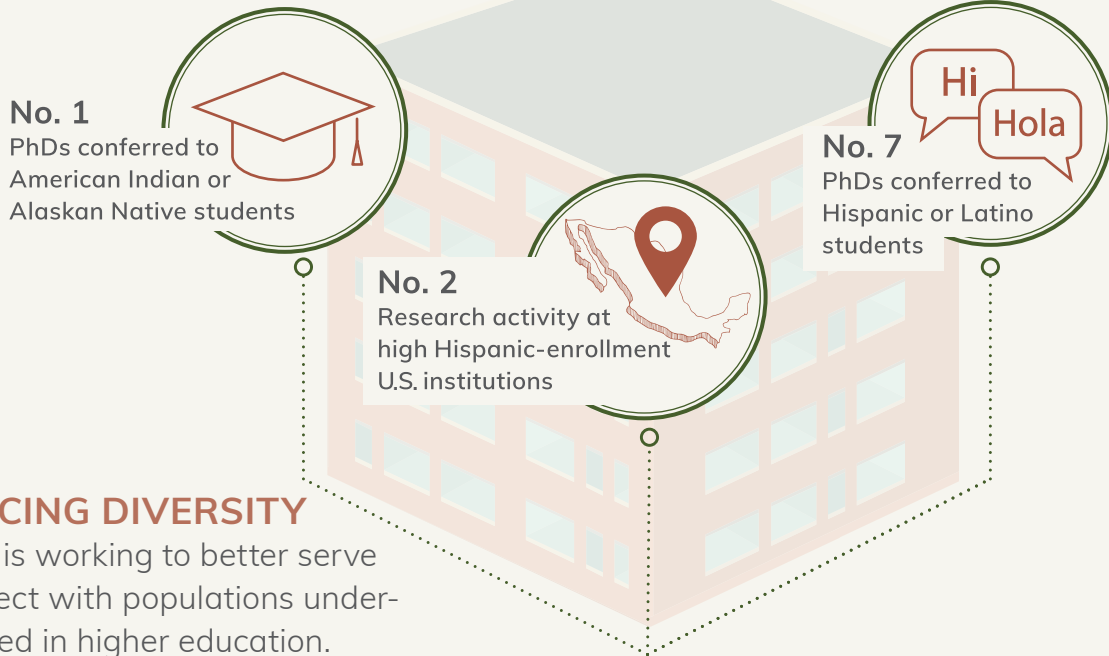 No. 1
PhDs conferred to
American Indian or
Alaskan Native students
No. 2
Research activity at
high Hispanic-enrollment
U.S. institutions
Hi
Hola
No. 7
PhDs conferred to
Hispanic or Latino
students
CING DIVERSITY
is working to better serve
ect with populations under-
ed in higher education.